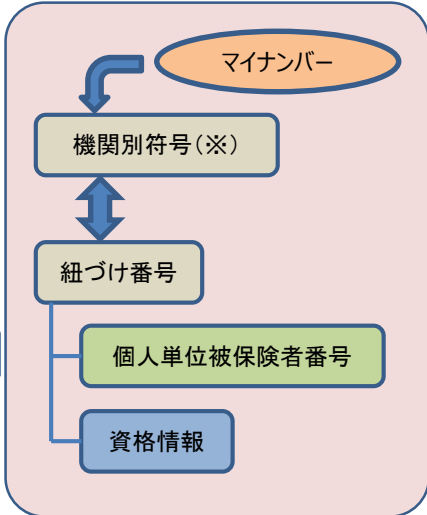 マイナンバー
機関別符号(※)
紐づけ番号
個人単位被保険者番号
資格情報